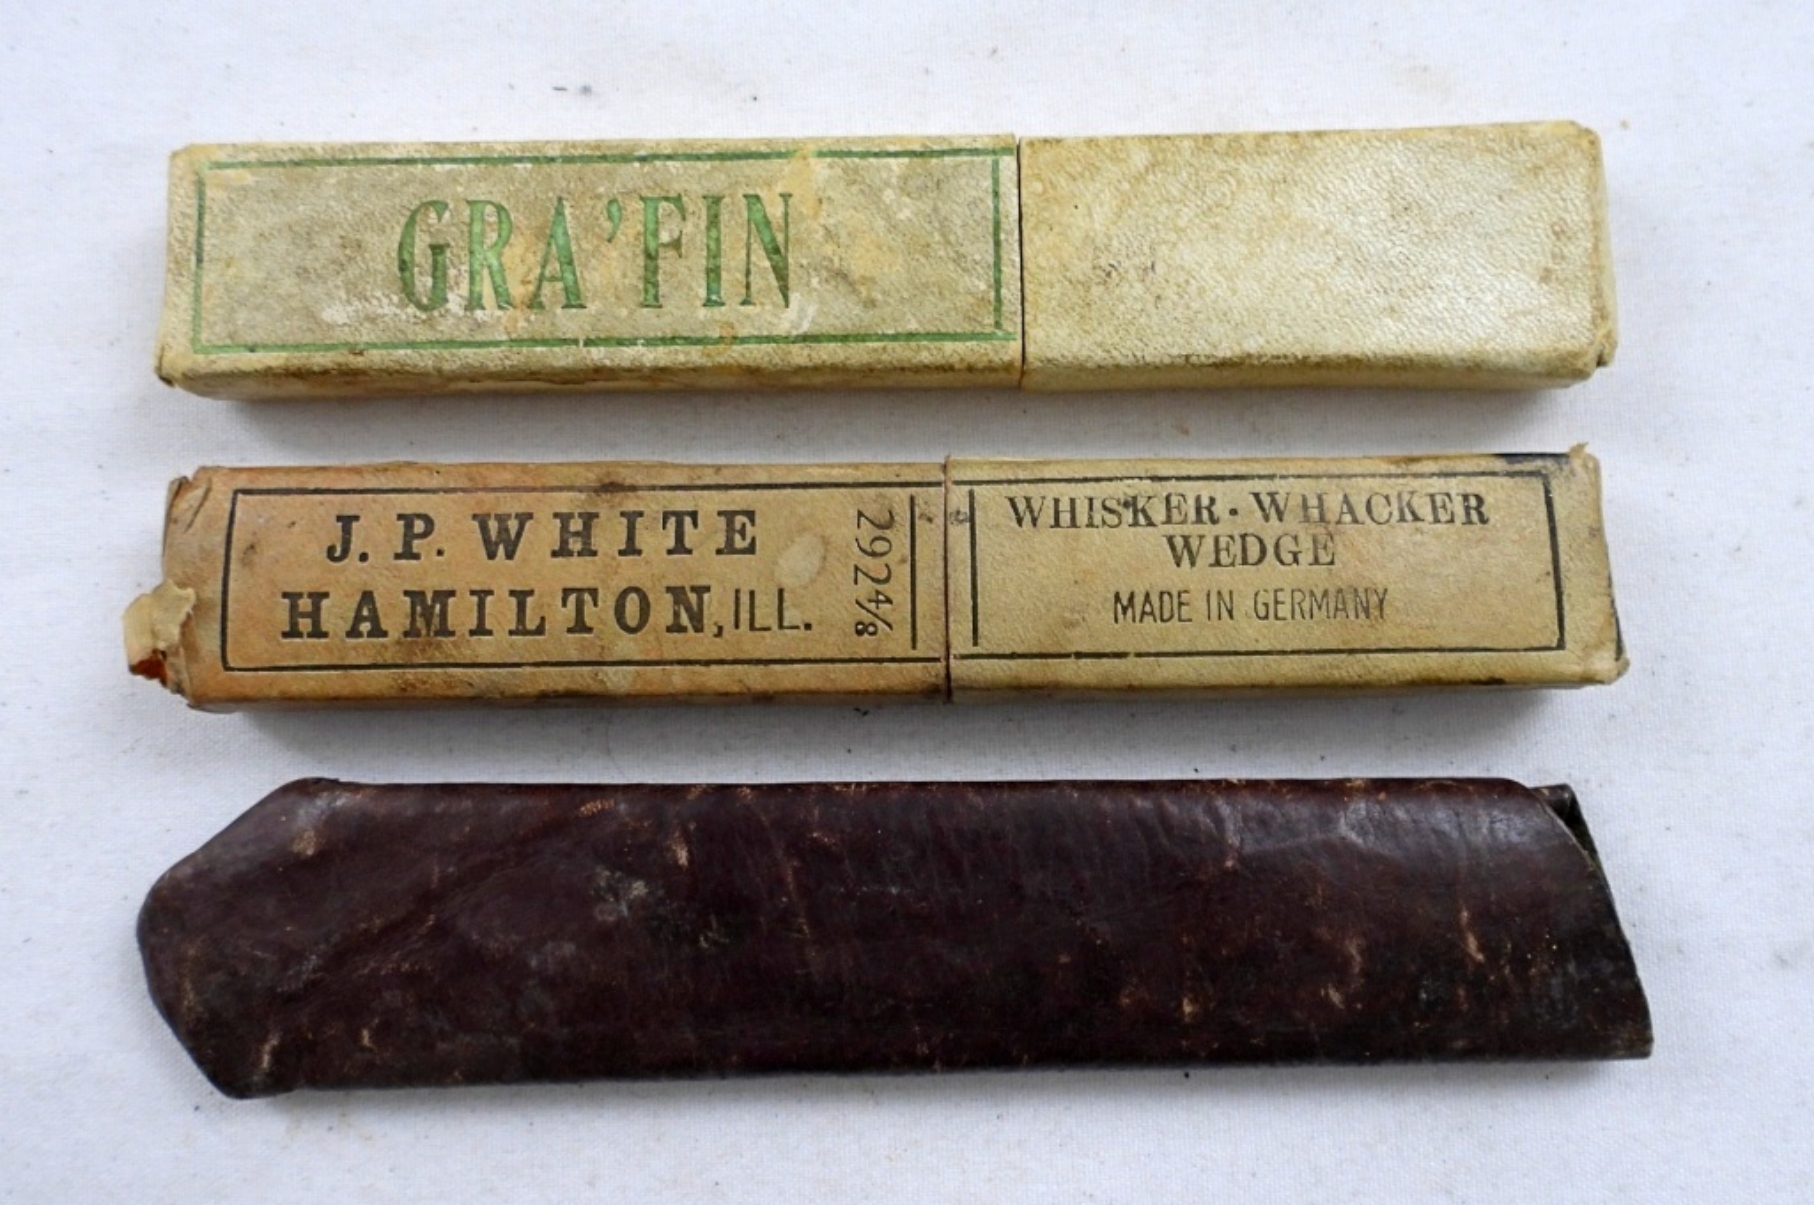 GRA'FIN
J. P. WHITE
HAMILTON, ILL.
2924/8
WHISKER·WHACKER
WEDGE
MADE IN GERMANY